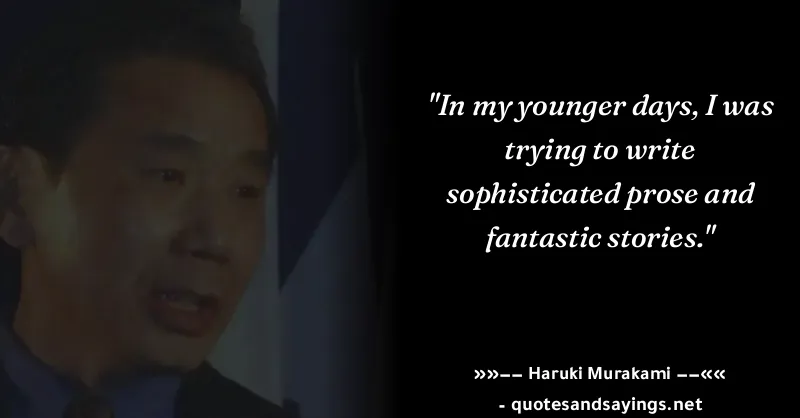 "In my younger days, I was
trying to write
sophisticated prose and
fantastic stories."
»»—— Haruki Murakami ——««
- quotesandsayings.net